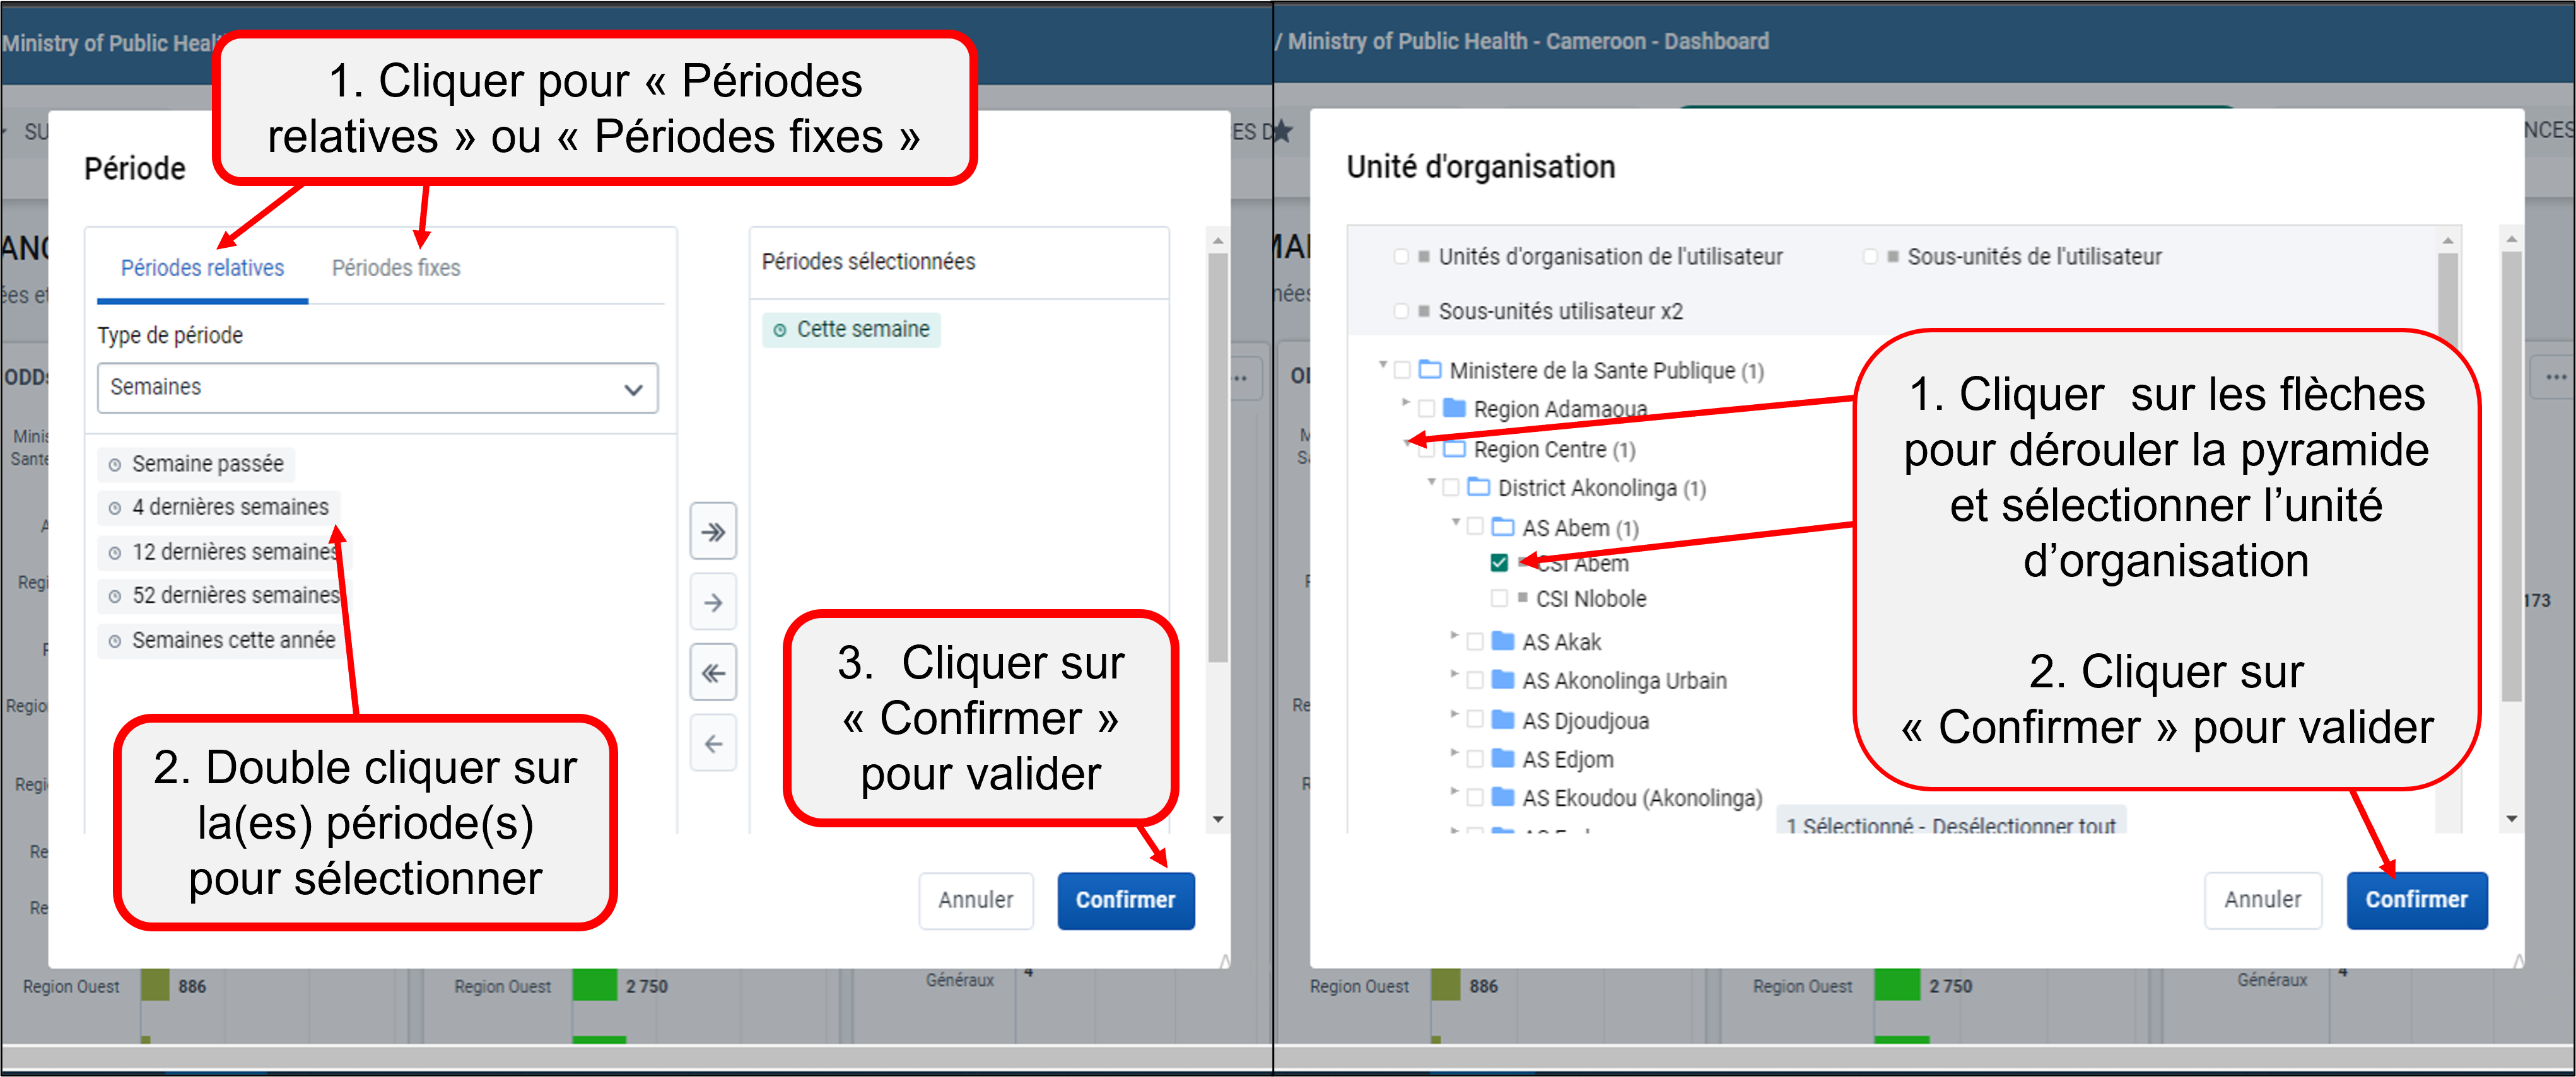 Ministry of Public Heal
1. Cliquer pour « Périodes
relatives » ou « Périodes fixes »
SU
ES D
Période
Périodes relatives
Périodes fixes
Périodes sélectionnées
Cette semaine
Type de période
Semaines
Semaine passée
4 dernières semaines
12 dernières semaines
52 dernières semaines
Semaines cette année
2. Double cliquer sur
la(es) période(s)
pour sélectionner
3. Cliquer sur
« Confirmer »
pour valider
Annuler
Confirmer
Region Ouest
886
Region Ouest
2 750
Généraux
4
/ Ministry of Public Health - Cameroon - Dashboard
NCES
Unité d'organisation
Unités d'organisation de l'utilisateur
Sous-unités de l'utilisateur
Sous-unités utilisateur x2
Ministere de la Sante Publique (1)
Region Adamaoua
Region Centre (1)
District Akonolinga (1)
AS Abem (1)
CSI Abem
CSI Nlobole
AS Akak
AS Akonolinga Urbain
AS Djoudjoua
AS Edjom
AS Ekoudou (Akonolinga)
1 Sélectionné - Desélectionner tout
1. Cliquer sur les flèches
pour dérouler la pyramide
et sélectionner l’unité
d’organisation
2. Cliquer sur
« Confirmer » pour valider
173
Annuler
Confirmer
Region Ouest
886
Region Ouest
2 750
Généraux
4